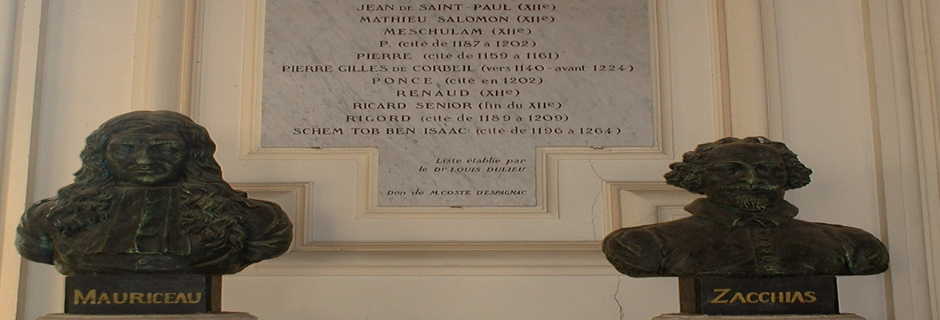 JEAN DE SAINT-PAUL (XIIe)
MATHIEU SALOMON (XIIe)
MESCHULAM (XIIe)
P. (cité de 1187 à 1202)
PIERRE (cité de 1159 à 1161)
PIERRE GILLES DE CORBEIL (vers 1140 - avant 1224)
PONCE (cité en 1202)
RENAUD (XIIe)
RICARD SENIOR (fin du XIIe)
RIGORD (cité de 1189 à 1209)
SCHEM TOB BEN ISAAC (cité de 1196 à 1264)
Liste établie par
le Dr LOUIS DULIEU
Don de M. COSTE D'ESPAGNAC
MAURICEAU
ZACCHIAS